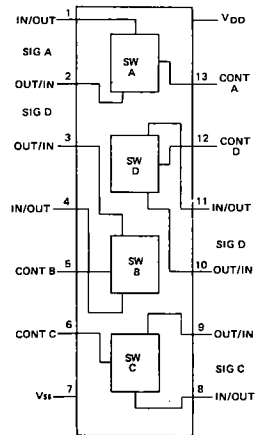 IN/OUT 1
SIG A
OUT/IN 2
SIG D
OUT/IN 3
IN/OUT 4
CONT B 5
CONT C 6
Vss 7
SW A
SW D
SW B
SW C
VDD
13 CONT A
12 CONT D
11 IN/OUT
SIG D
10 OUT/IN
9 OUT/IN
SIG C
8 IN/OUT